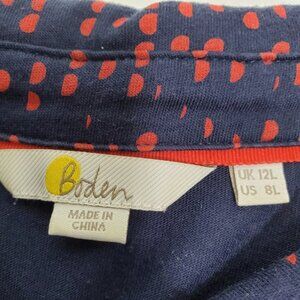 Boden
MADE IN
CHINA
UK 12L
US 8L